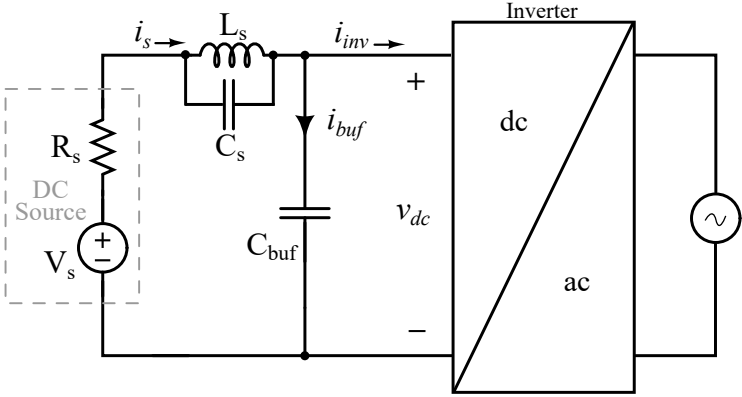 Inverter
i_s
L_s
i_inv
+
dc
i_buf
C_s
R_s
DC
Source
v_dc
+
−
V_s
C_buf
ac
−